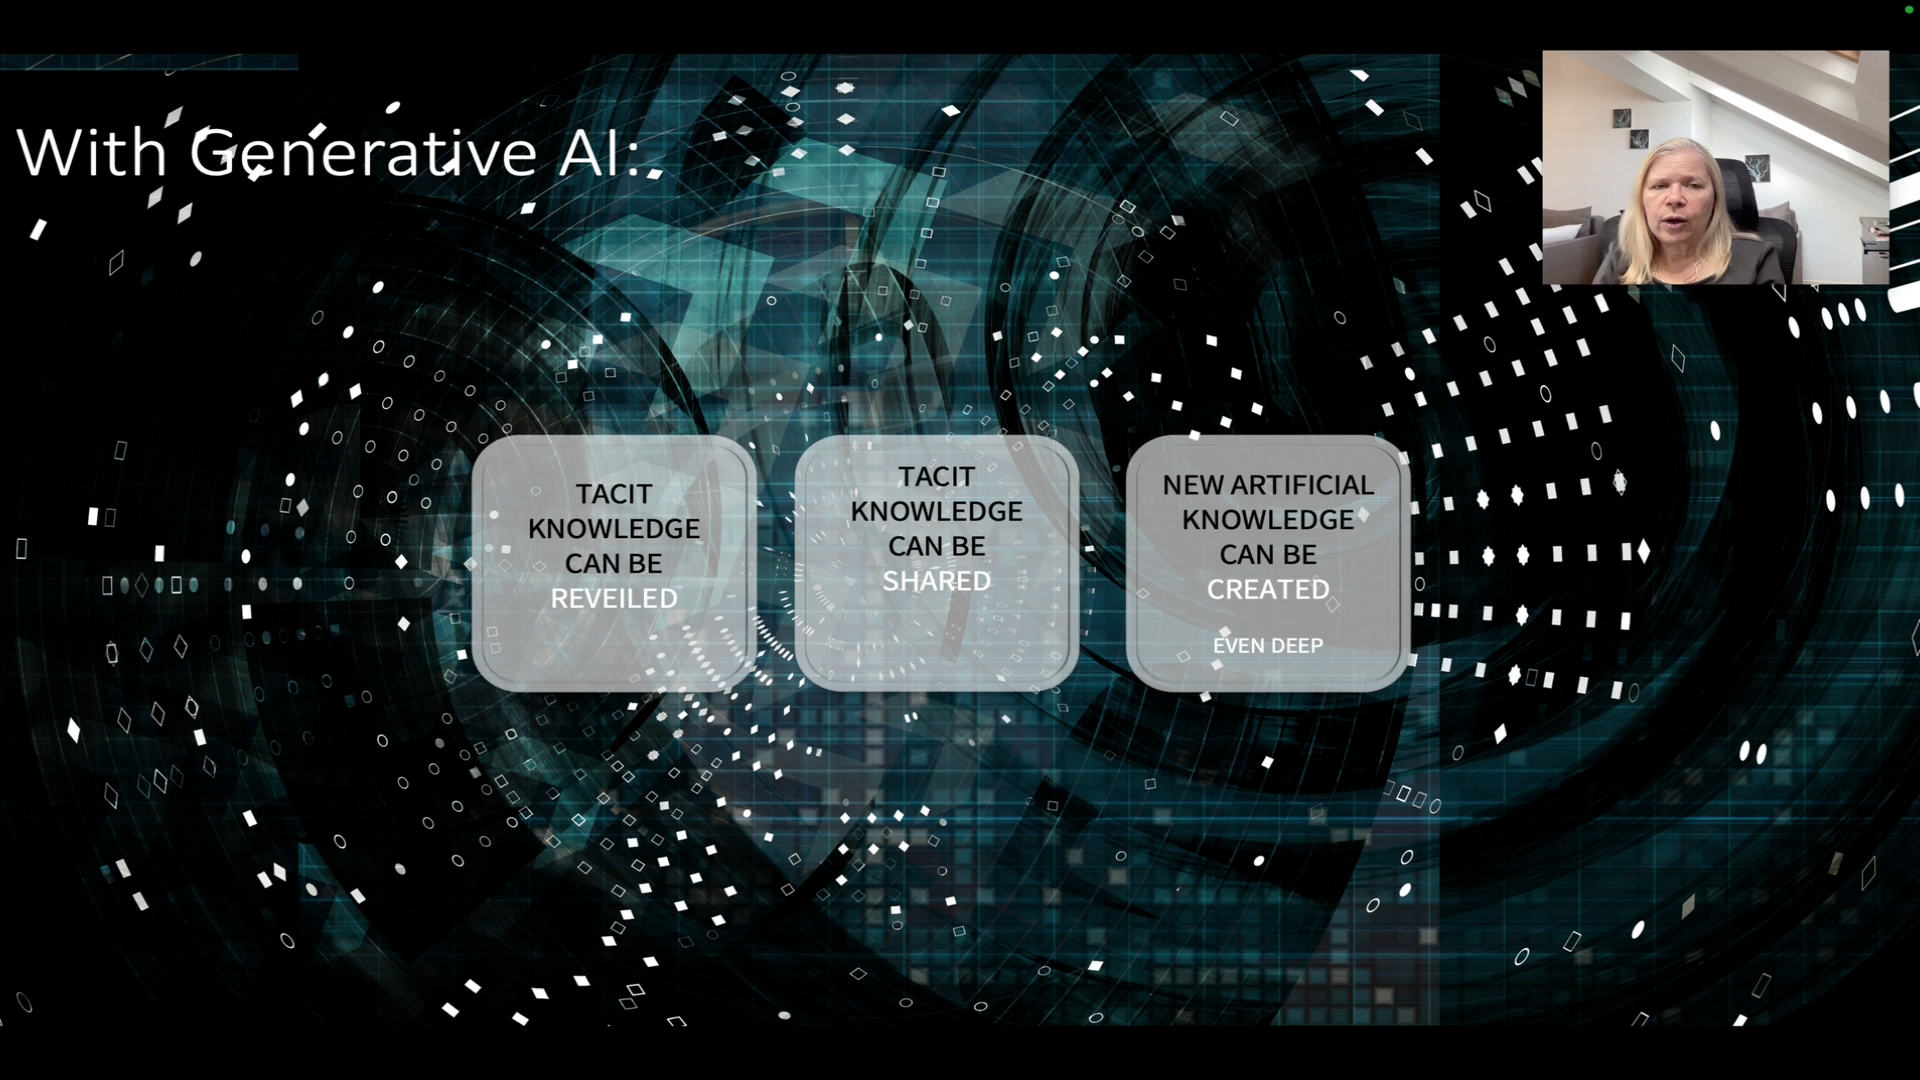 With Generative AI:
TACIT
KNOWLEDGE
CAN BE
REVEILED
TACIT
KNOWLEDGE
CAN BE
SHARED
NEW ARTIFICIAL
KNOWLEDGE
CAN BE
CREATED
EVEN DEEP